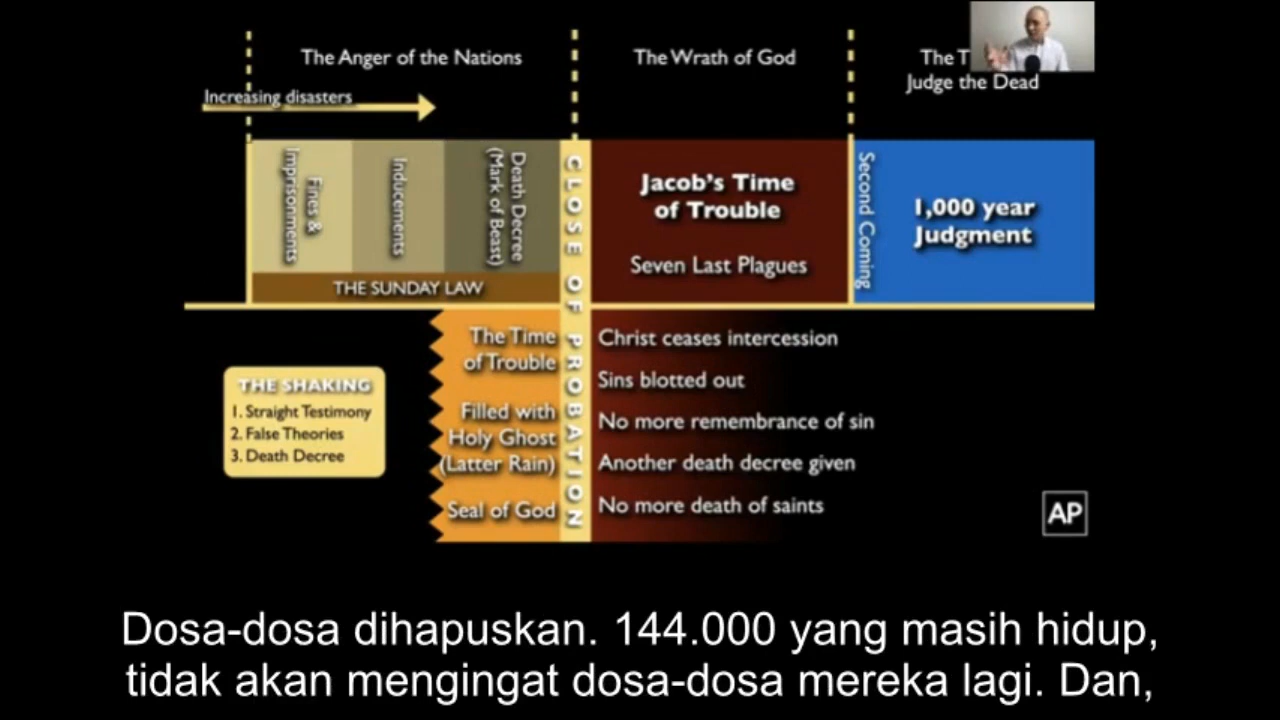 The Anger of the Nations
The Wrath of God
The T
Judge the Dead
Increasing disasters
Fines &
Imprisonments
Inducements
Death Decree
(Mark of Beast)
THE SUNDAY LAW
CLOSE OF PROBATION
Jacob's Time
of Trouble
Seven Last Plagues
Second Coming
1,000 year
Judgment
THE SHAKING
1. Straight Testimony
2. False Theories
3. Death Decree
The Time
of Trouble
Filled with
Holy Ghost
(Latter Rain)
Seal of God
Christ ceases intercession
Sins blotted out
No more remembrance of sin
Another death decree given
No more death of saints
AP
Dosa-dosa dihapuskan. 144.000 yang masih hidup,
tidak akan mengingat dosa-dosa mereka lagi. Dan,